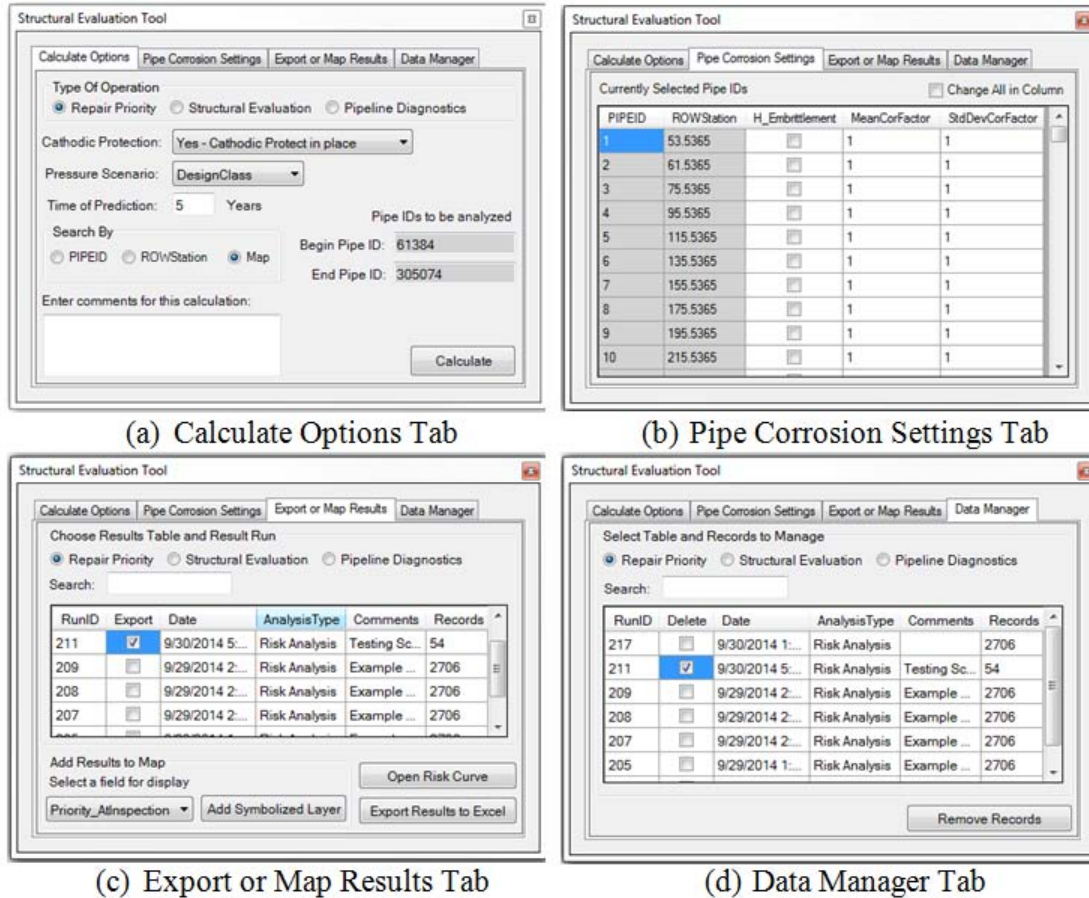 Structural Evaluation Tool
Calculate Options Pipe Corrosion Settings Export or Map Results Data Manager
Type Of Operation
Repair Priority Structural Evaluation Pipeline Diagnostics
Cathodic Protection: Yes - Cathodic Protect in place
Pressure Scenario: DesignClass
Time of Prediction: 5 Years
Pipe IDs to be analyzed
Search By
Begin Pipe ID: 61384
PIPEID ROWStation Map
End Pipe ID: 305074
Enter comments for this calculation:
Calculate
(a) Calculate Options Tab
Structural Evaluation Tool
Calculate Options Pipe Corrosion Settings Export or Map Results Data Manager
Currently Selected Pipe IDs Change All in Column
PIPEID ROWStation H_Embrittlement MeanCorFactor StdDevCorFactor
1 53.5365 1 1
2 61.5365 1 1
3 75.5365 1 1
4 95.5365 1 1
5 115.5365 1 1
6 135.5365 1 1
7 155.5365 1 1
8 175.5365 1 1
9 195.5365 1 1
10 215.5365 1 1
(b) Pipe Corrosion Settings Tab
Structural Evaluation Tool
Calculate Options Pipe Corrosion Settings Export or Map Results Data Manager
Choose Results Table and Result Run
Repair Priority Structural Evaluation Pipeline Diagnostics
Search:
RunID Export Date AnalysisType Comments Records
211 9/30/2014 5:... Risk Analysis Testing Sc... 54
209 9/29/2014 2:... Risk Analysis Example ... 2706
208 9/29/2014 2:... Risk Analysis Example ... 2706
207 9/29/2014 2:... Risk Analysis Example ... 2706
Add Results to Map
Select a field for display
Open Risk Curve
Priority_AtInspection Add Symbolized Layer Export Results to Excel
(c) Export or Map Results Tab
Structural Evaluation Tool
Calculate Options Pipe Corrosion Settings Export or Map Results Data Manager
Select Table and Records to Manage
Repair Priority Structural Evaluation Pipeline Diagnostics
Search:
RunID Delete Date AnalysisType Comments Records
217 9/30/2014 1:... Risk Analysis 2706
211 9/30/2014 5:... Risk Analysis Testing Sc... 54
209 9/29/2014 2:... Risk Analysis Example ... 2706
208 9/29/2014 2:... Risk Analysis Example ... 2706
207 9/29/2014 2:... Risk Analysis Example ... 2706
205 9/29/2014 1:... Risk Analysis Example ... 2706
Remove Records
(d) Data Manager Tab